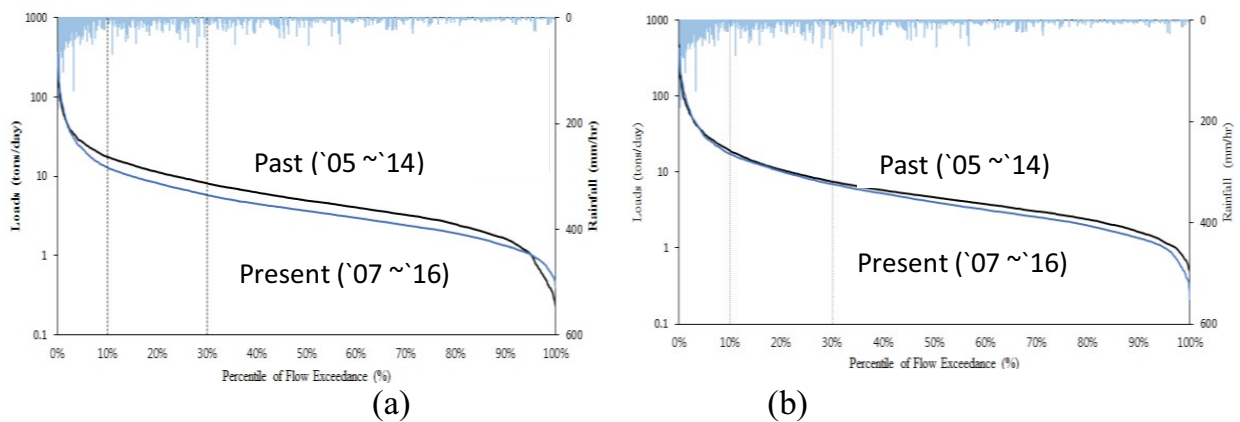 1000
100
10
1
0.1
Loads (tons/day)
0
200
400
600
Rainfall (mm/hr)
Past (`05 ~`14)
Present (`07 ~`16)
0% 10% 20% 30% 40% 50% 60% 70% 80% 90% 100%
Percentile of Flow Exceedance (%)
(a)
1000
100
10
1
0.1
Loads (tons/day)
0
200
400
600
Rainfall (mm/hr)
Past (`05 ~`14)
Present (`07 ~`16)
0% 10% 20% 30% 40% 50% 60% 70% 80% 90% 100%
Percentile of Flow Exceedance (%)
(b)